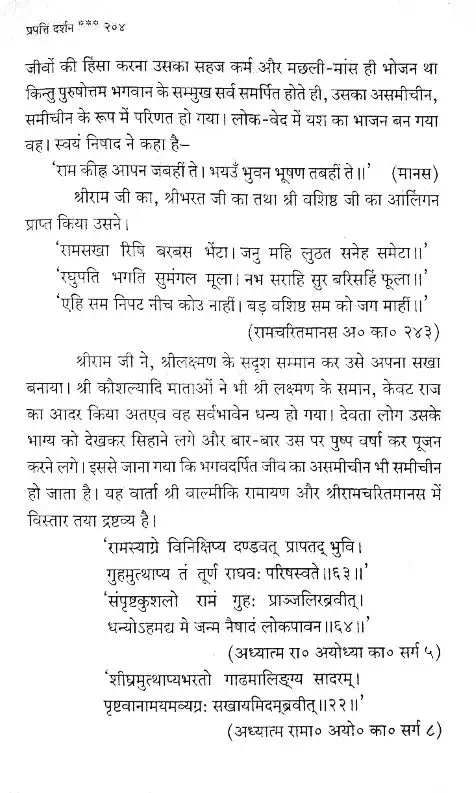 प्रपत्ति दर्शन *** २०४
जीवों की हिंसा करना उसका सहज कर्म और मछली-मांस ही भोजन था
किन्तु पुरुषोत्तम भगवान के सम्मुख सर्व समर्पित होते ही, उसका असमीचीन,
समीचीन के रूप में परिणत हो गया। लोक-वेद में यश का भाजन बन गया
वह। स्वयं निषाद ने कहा है–
‘राम कीह्न आपन जबहीं ते। भयउँ भुवन भूषण तबहीं ते॥’ (मानस)
श्रीराम जी का, श्रीभरत जी का तथा श्री वशिष्ठ जी का आलिंगन
प्राप्त किया उसने।
‘रामसखा रिषि बरबस भेंटा। जनु महि लुठत सनेह समेटा॥’
‘रघुपति भगति सुमंगल मूला। नभ सराहि सुर बरिसहिं फूला॥’
‘एहि सम निपट नीच कोउ नाहीं। बड़ वशिष्ठ सम को जग माहीं॥’
(रामचरितमानस अ० का० २४३)
श्रीराम जी ने, श्रीलक्ष्मण के सदृश सम्मान कर उसे अपना सखा
बनाया। श्री कौशल्यादि माताओं ने भी श्री लक्ष्मण के समान, केवट राज
का आदर किया अतएव वह सर्वभावेन धन्य हो गया। देवता लोग उसके
भाग्य को देखकर सिहाने लगे और बार-बार उस पर पुष्प वर्षा कर पूजन
करने लगे। इससे जाना गया कि भगवदर्पित जीव का असमीचीन भी समीचीन
हो जाता है। यह वार्ता श्री वाल्मीकि रामायण और श्रीरामचरितमानस में
विस्तार तया द्रष्टव्य है।
‘रामस्याग्रे विनिक्षिप्य दण्डवत् प्रापतद् भुवि।
गुहमुत्थाप्य तं तूर्ण राघवः परिषस्वते॥६३॥’
‘संपृष्टकुशलो रामं गुहः प्राञ्जलिरब्रवीत्।
धन्योऽहमद्य मे जन्म नैषादं लोकपावन॥६४॥’
(अध्यात्म रा० अयोध्या का० सर्ग ५)
‘शीघ्रमुत्थाप्यभरतो गाढमालिङ्ग्य सादरम्।
पृष्टवानामयमव्यग्रः सखायमिदमब्रवीत्॥२२॥’
(अध्यात्म रामा० अयो० का० सर्ग ८)